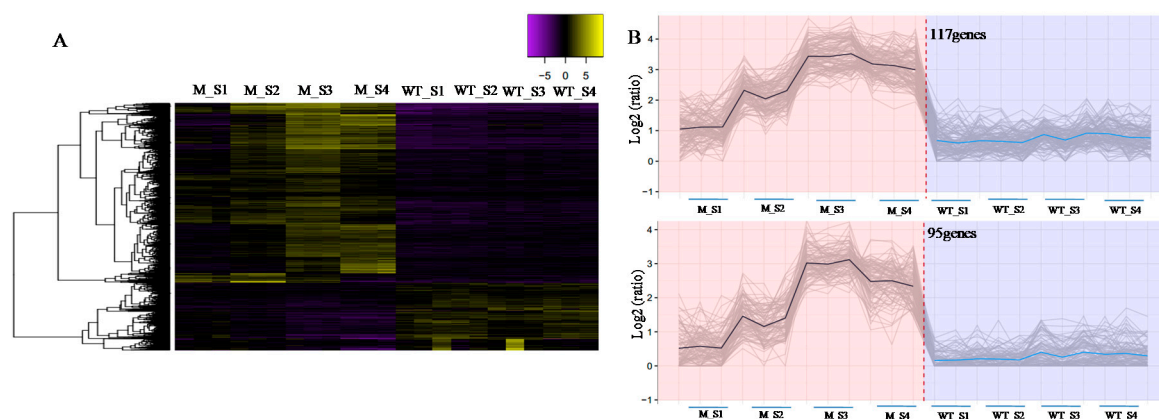 A
−5 0 5
M_S1 M_S2 M_S3 M_S4 WT_S1 WT_S2 WT_S3 WT_S4
B
117genes
Log2 (ratio)
4
3
2
1
0
−1
M_S1 M_S2 M_S3 M_S4 WT_S1 WT_S2 WT_S3 WT_S4
95genes
Log2 (ratio)
4
3
2
1
0
−1
M_S1 M_S2 M_S3 M_S4 WT_S1 WT_S2 WT_S3 WT_S4